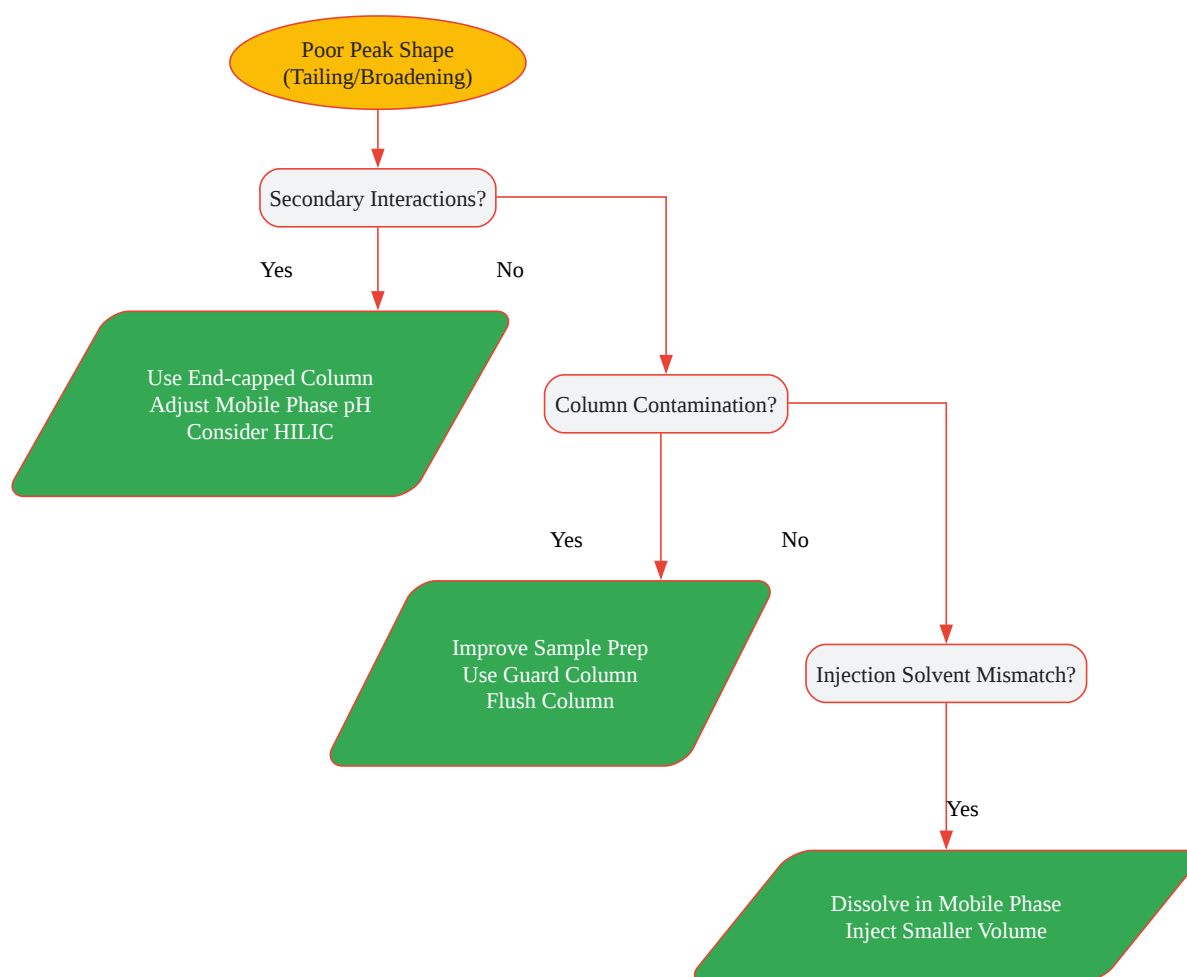 Poor Peak Shape
(Tailing/Broadening)
Secondary Interactions?
Yes
No
Use End-capped Column
Adjust Mobile Phase pH
Consider HILIC
Column Contamination?
Yes
No
Improve Sample Prep
Use Guard Column
Flush Column
Injection Solvent Mismatch?
Yes
Dissolve in Mobile Phase
Inject Smaller Volume